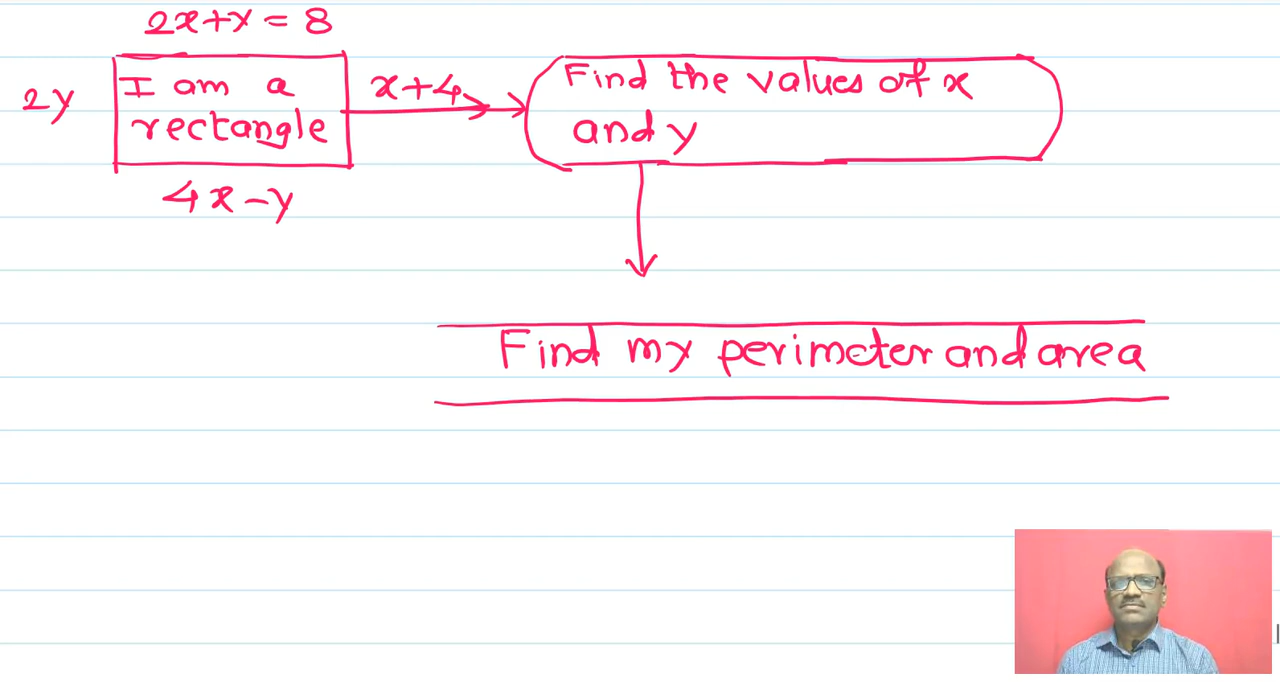 2x+y = 8
2y
I am a
rectangle
x+4
4x-y
Find the values of x
and y
Find my perimeter and area